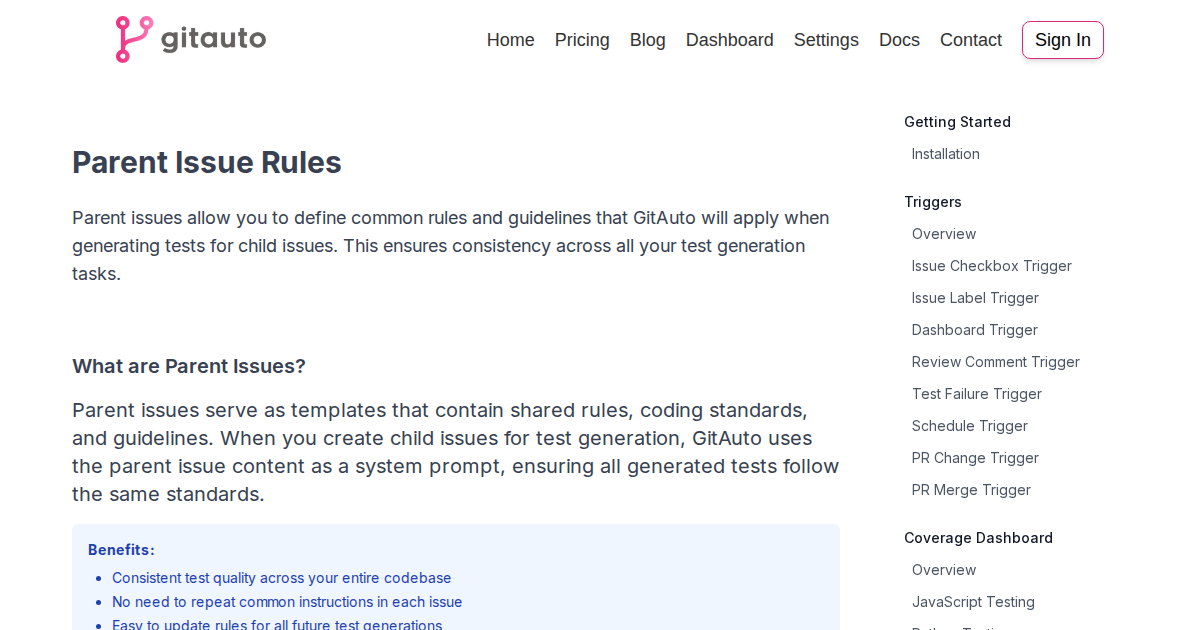 gitauto
Home Pricing Blog Dashboard Settings Docs Contact Sign In
Parent Issue Rules
Parent issues allow you to define common rules and guidelines that GitAuto will apply when
generating tests for child issues. This ensures consistency across all your test generation
tasks.
What are Parent Issues?
Parent issues serve as templates that contain shared rules, coding standards,
and guidelines. When you create child issues for test generation, GitAuto uses
the parent issue content as a system prompt, ensuring all generated tests follow
the same standards.
Benefits:
• Consistent test quality across your entire codebase
• No need to repeat common instructions in each issue
• Easy to update rules for all future test generations
Getting Started
Installation
Triggers
Overview
Issue Checkbox Trigger
Issue Label Trigger
Dashboard Trigger
Review Comment Trigger
Test Failure Trigger
Schedule Trigger
PR Change Trigger
PR Merge Trigger
Coverage Dashboard
Overview
JavaScript Testing